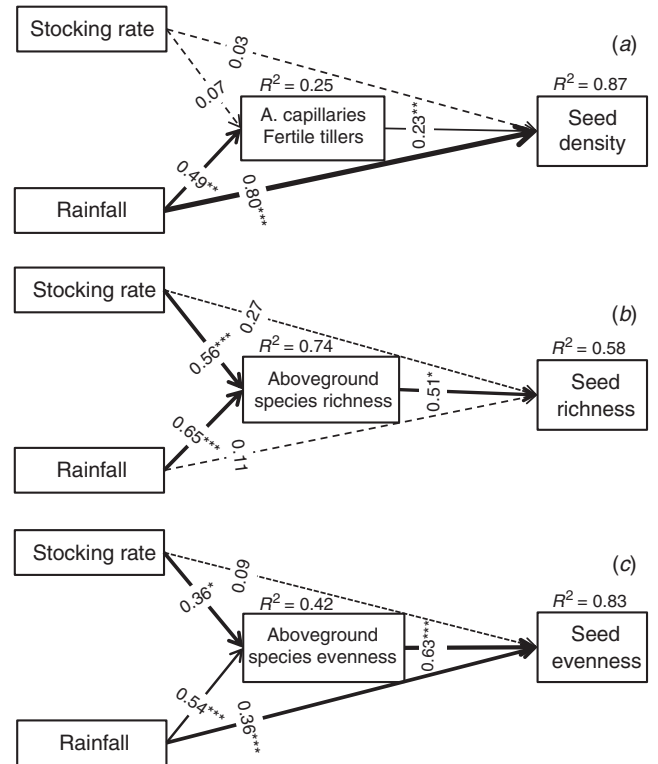 Stocking rate
(a)
0.03
R² = 0.25
R² = 0.87
0.07
A. capillaries
Fertile tillers
0.23**
Seed
density
0.49**
0.80***
Rainfall
Stocking rate
(b)
0.27
0.56***
R² = 0.74
R² = 0.58
Aboveground
species richness
0.51*
Seed
richness
0.65***
0.11
Rainfall
Stocking rate
(c)
0.09
0.36*
R² = 0.42
R² = 0.83
Aboveground
species evenness
0.63***
Seed
evenness
0.54***
0.36***
Rainfall